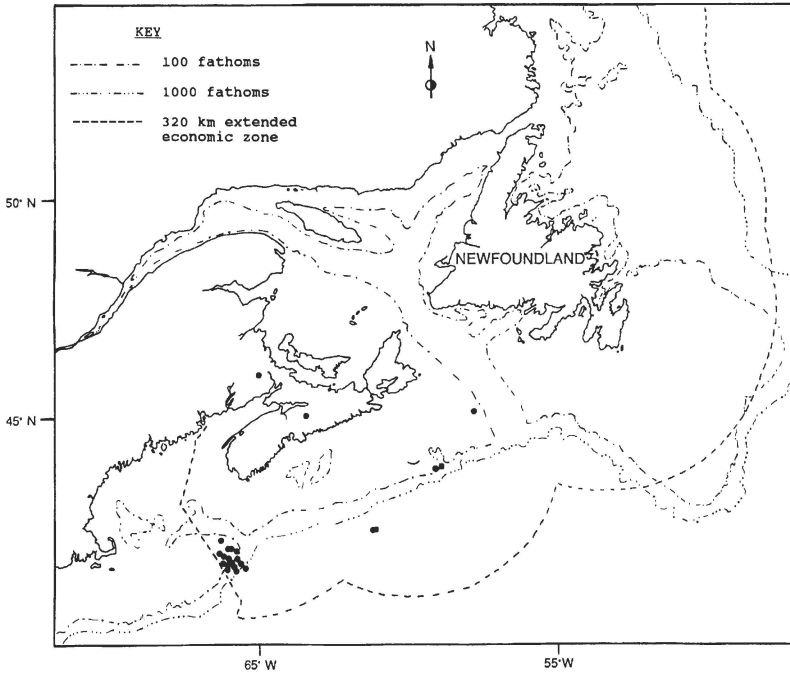 KEY
100 fathoms
1000 fathoms
320 km extended
economic zone
N
50° N
NEWFOUNDLAND
45° N
65° W
55°W